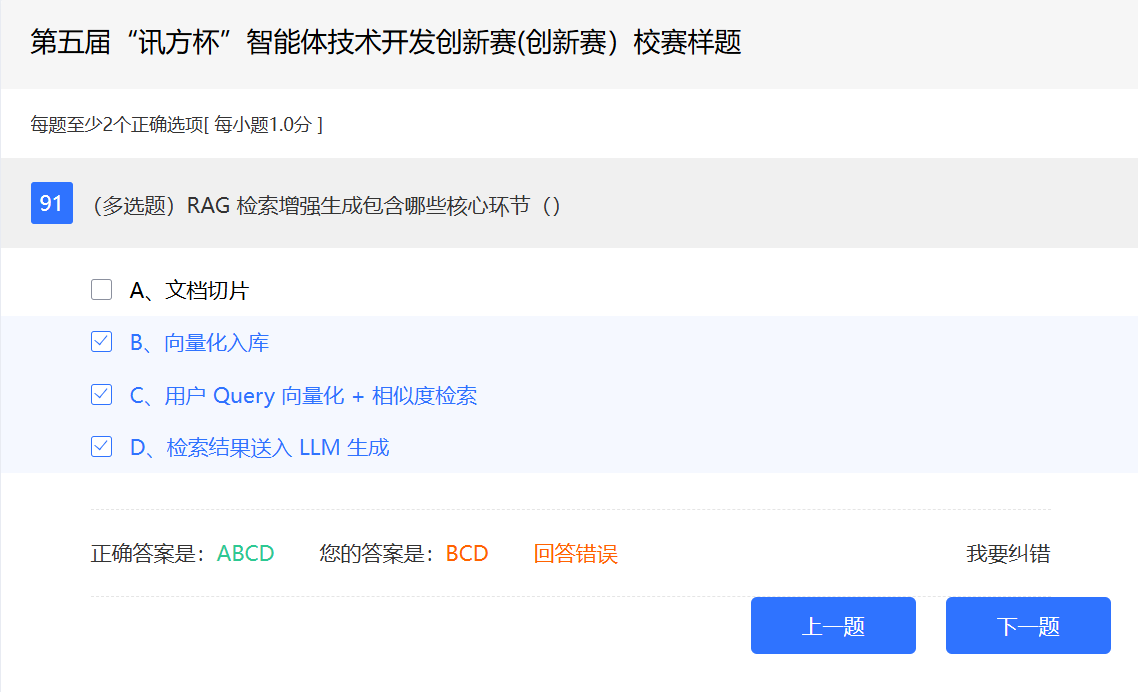 第五届“讯方杯”智能体技术开发创新赛(创新赛）校赛样题
每题至少2个正确选项[ 每小题1.0分 ]
91 （多选题）RAG 检索增强生成包含哪些核心环节（）
A、文档切片
B、向量化入库
C、用户 Query 向量化 + 相似度检索
D、检索结果送入 LLM 生成
正确答案是：ABCD 您的答案是：BCD 回答错误 我要纠错
上一题 下一题